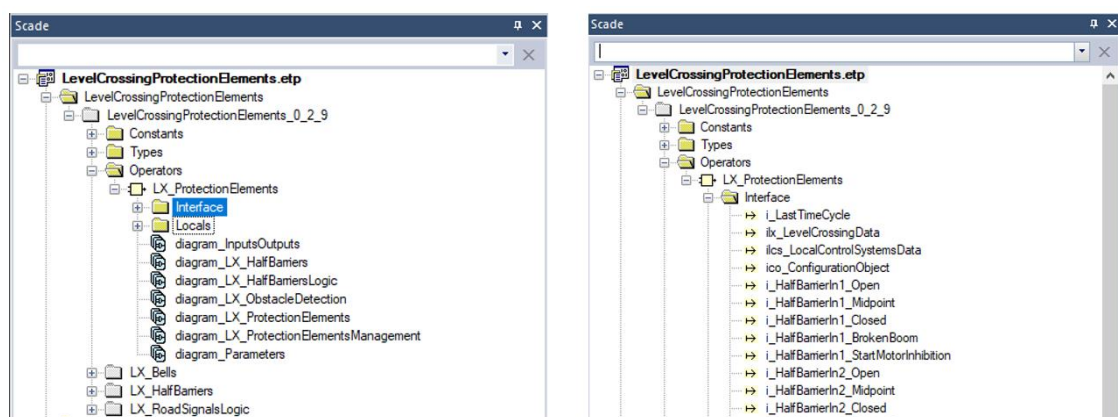 Scade
LevelCrossingProtectionElements.etp
LevelCrossingProtectionElements
LevelCrossingProtectionElements_0_2_9
Constants
Types
Operators
LX_ProtectionElements
Interface
Locals
diagram_InputsOutputs
diagram_LX_HalfBarriers
diagram_LX_HalfBarriersLogic
diagram_LX_ObstacleDetection
diagram_LX_ProtectionElements
diagram_LX_ProtectionElementsManagement
diagram_Parameters
LX_Bells
LX_HalfBarriers
LX_RoadSignalsLogic
Scade
LevelCrossingProtectionElements.etp
LevelCrossingProtectionElements
LevelCrossingProtectionElements_0_2_9
Constants
Types
Operators
LX_ProtectionElements
Interface
i_LastTimeCycle
ilx_LevelCrossingData
ilcs_LocalControlSystemsData
ico_ConfigurationObject
i_HalfBarrierIn1_Open
i_HalfBarrierIn1_Midpoint
i_HalfBarrierIn1_Closed
i_HalfBarrierIn1_BrokenBoom
i_HalfBarrierIn1_StartMotorInhibition
i_HalfBarrierIn2_Open
i_HalfBarrierIn2_Midpoint
i_HalfBarrierIn2_Closed